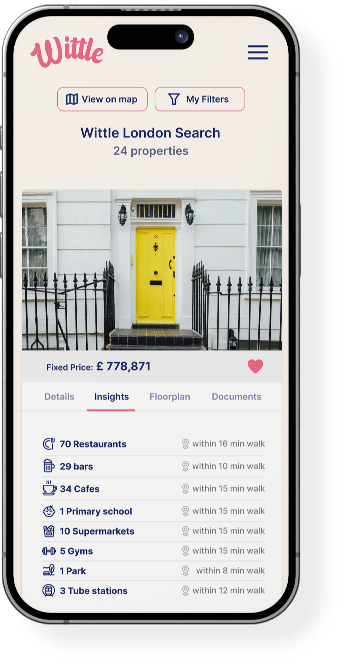 Wittle
View on map
My Filters
Wittle London Search
24 properties
Fixed Price: £ 778,871
Details Insights Floorplan Documents
70 Restaurants within 16 min walk
29 bars within 10 min walk
34 Cafes within 15 min walk
1 Primary school within 15 min walk
10 Supermarkets within 15 min walk
5 Gyms within 15 min walk
1 Park within 8 min walk
3 Tube stations within 12 min walk